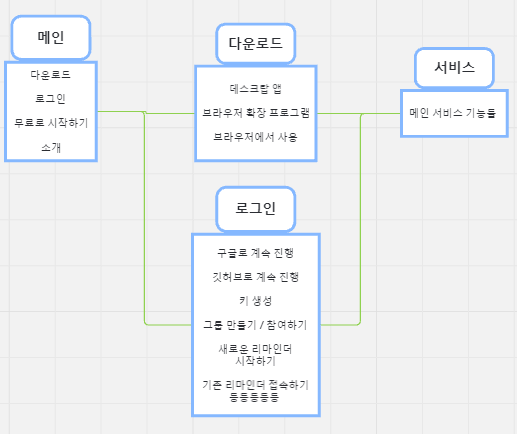 메인
다운로드
로그인
무료로 시작하기
소개
다운로드
데스크탑 앱
브라우저 확장 프로그램
브라우저에서 사용
서비스
메인 서비스 기능들
로그인
구글로 계속 진행
깃허브로 계속 진행
키 생성
그룹 만들기 / 참여하기
새로운 리마인더
시작하기
기존 리마인더 접속하기
등등등등등